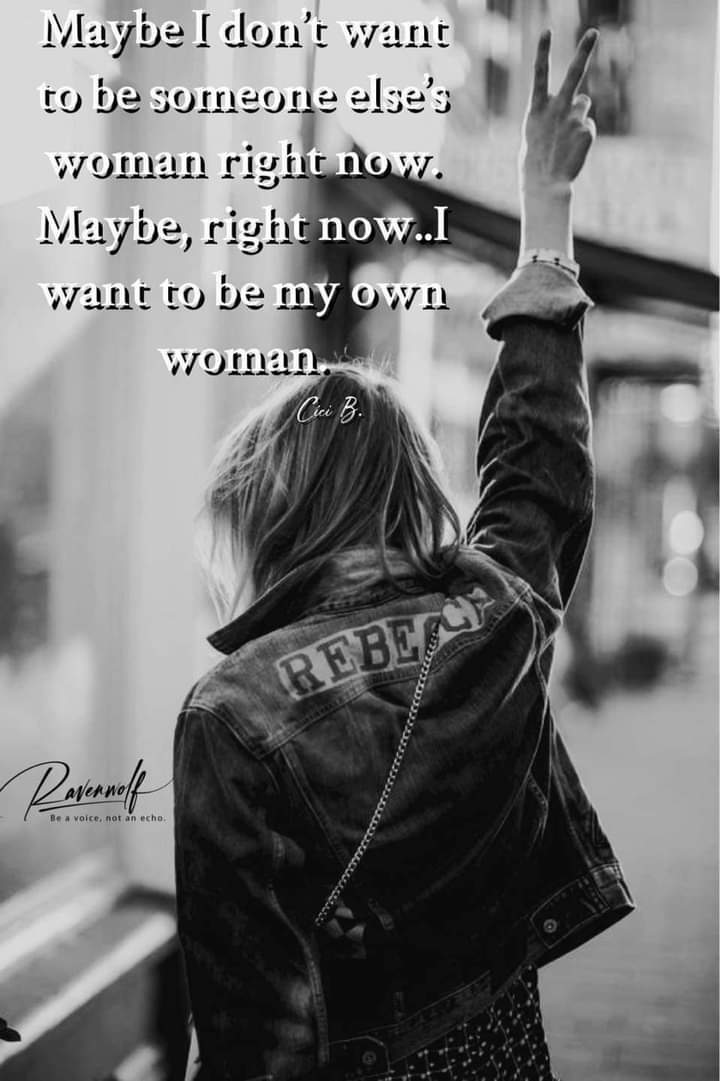 Maybe I don't want
to be someone else's
woman right now.
Maybe, right now..I
want to be my own
woman.
Cici B.
REBEC
Ravenwolf
Be a voice, not an echo.